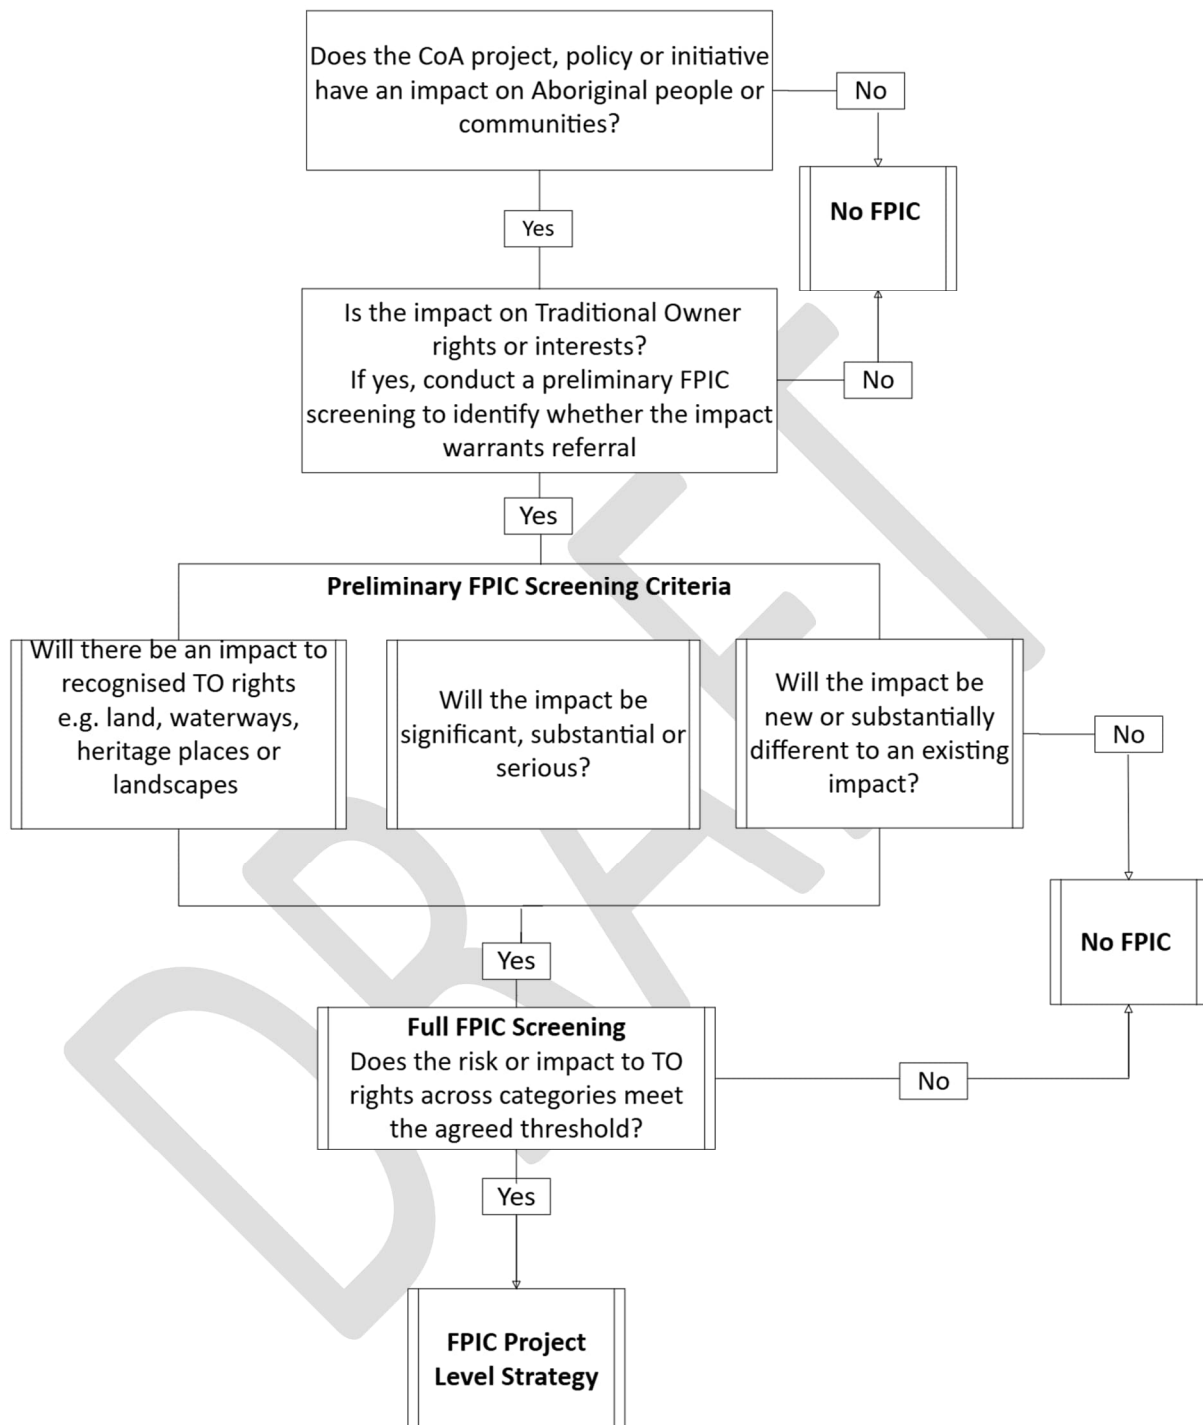 Does the CoA project, policy or initiative
have an impact on Aboriginal people or
communities?
No
No FPIC
Yes
Is the impact on Traditional Owner
rights or interests?
If yes, conduct a preliminary FPIC
screening to identify whether the impact
warrants referral
No
Yes
Preliminary FPIC Screening Criteria
Will there be an impact to
recognised TO rights
e.g. land, waterways,
heritage places or
landscapes
Will the impact be
significant, substantial or
serious?
Will the impact be
new or substantially
different to an existing
impact?
No
No FPIC
Yes
Full FPIC Screening
Does the risk or impact to TO
rights across categories meet
the agreed threshold?
No
Yes
FPIC Project
Level Strategy
DRAFT